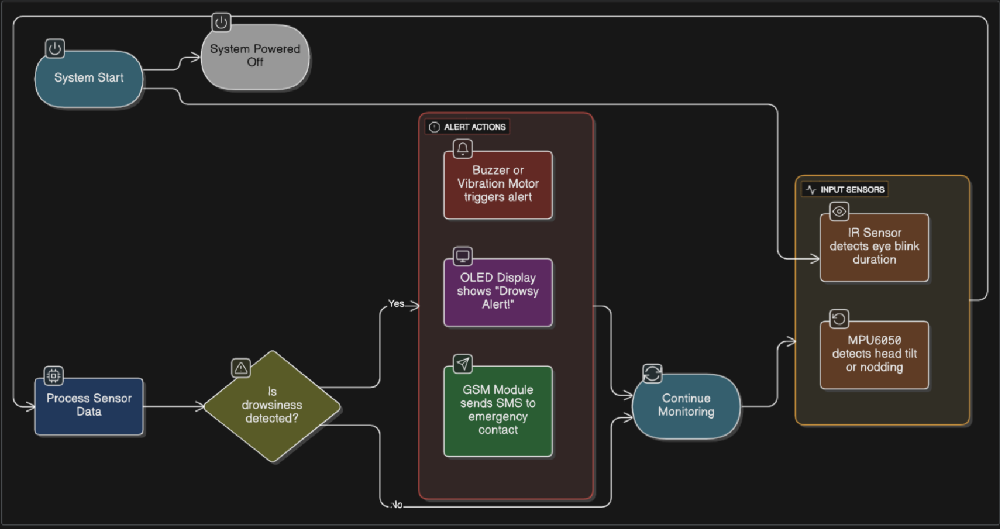 System Powered
Off
System Start
ALERT ACTIONS
Buzzer or
Vibration Motor
triggers alert
OLED Display
shows "Drowsy
Alert!"
GSM Module
sends SMS to
emergency
contact
INPUT SENSORS
IR Sensor
detects eye blink
duration
MPU6050
detects head tilt
or nodding
Process Sensor
Data
Is
drowsiness
detected?
Yes
No
Continue
Monitoring